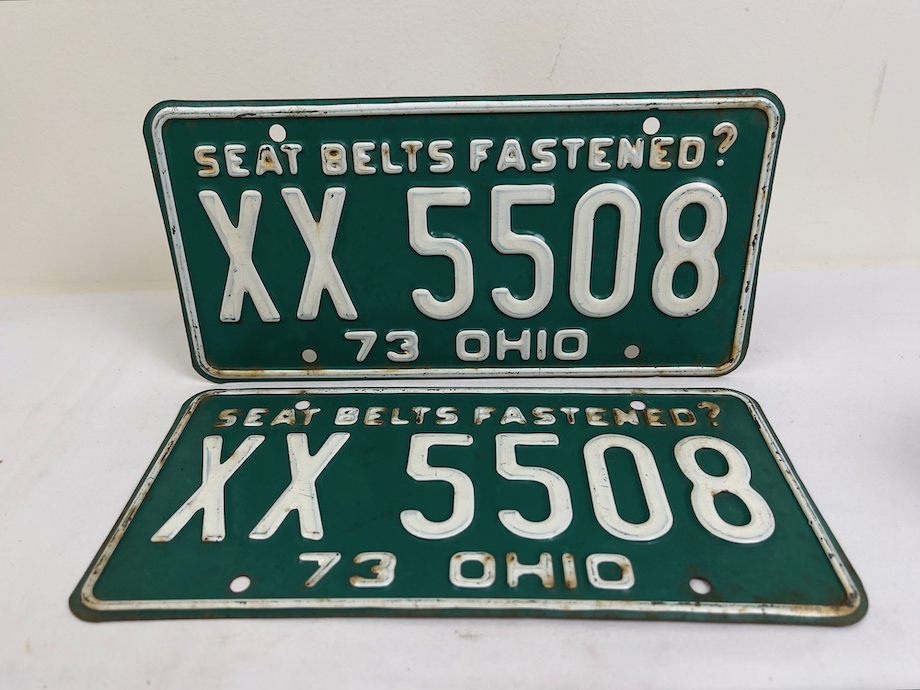 SEAT BELTS FASTENED?
XX 5508
73 OHIO
SEAT BELTS FASTENED?
XX 5508
73 OHIO